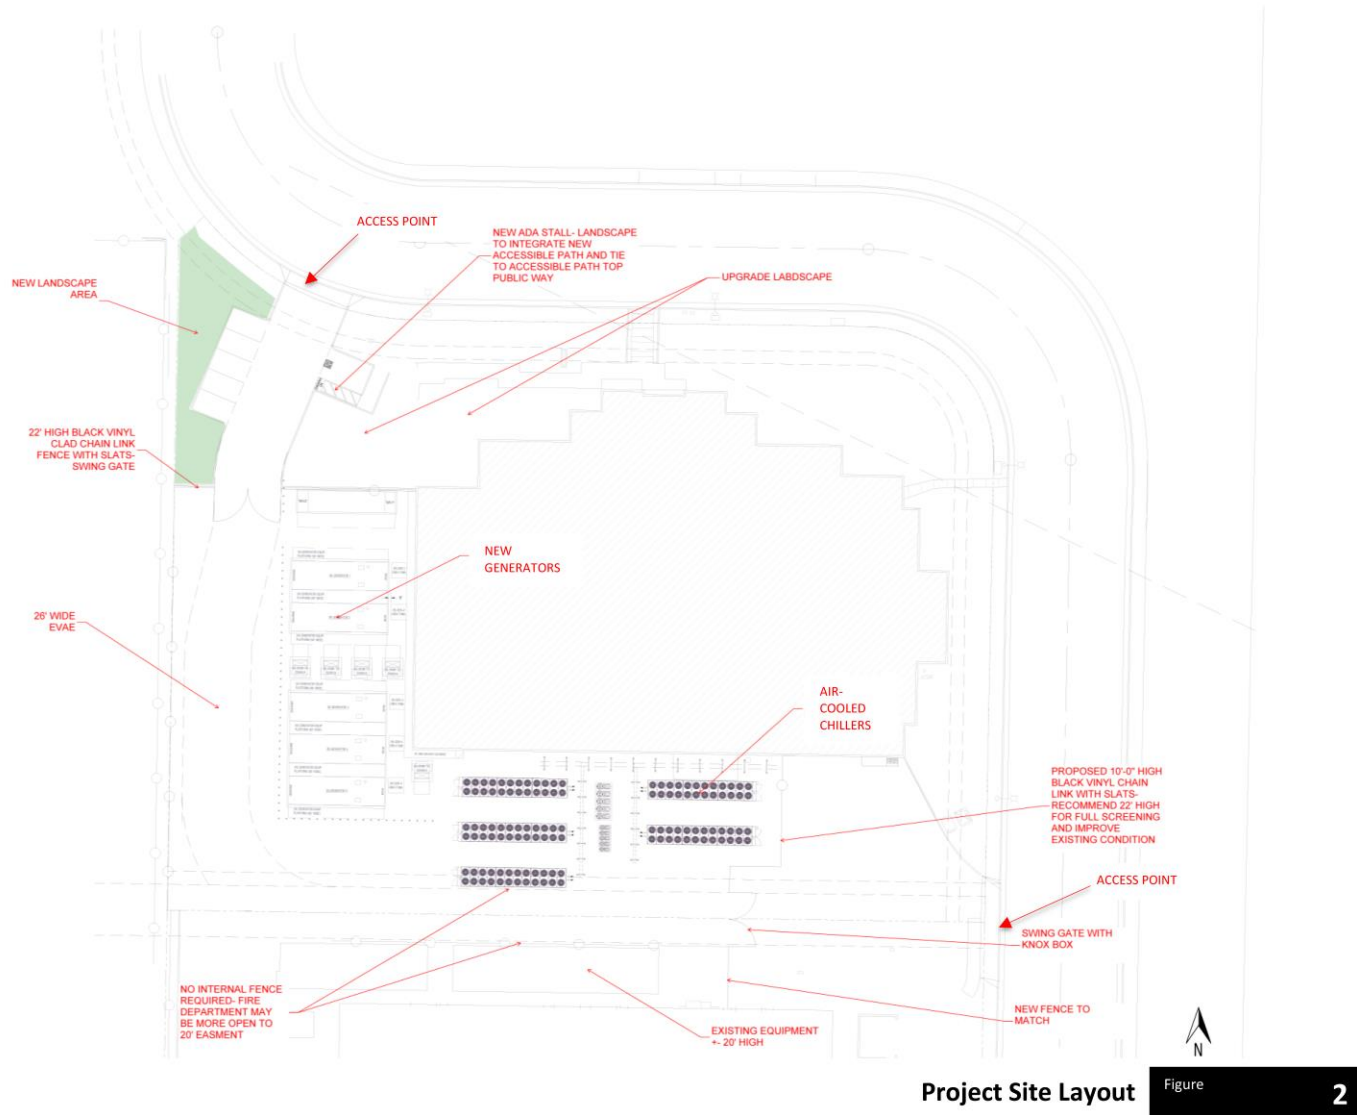 ACCESS POINT
NEW ADA STALL- LANDSCAPE
TO INTEGRATE NEW
ACCESSIBLE PATH AND TIE
TO ACCESSIBLE PATH TOP
PUBLIC WAY
UPGRADE LABDSCAPE
NEW LANDSCAPE
AREA
22' HIGH BLACK VINYL
CLAD CHAIN LINK
FENCE WITH SLATS-
SWING GATE
NEW
GENERATORS
26' WIDE
EVAE
AIR-
COOLED
CHILLERS
PROPOSED 10'-0" HIGH
BLACK VINYL CHAIN
LINK WITH SLATS-
RECOMMEND 22' HIGH
FOR FULL SCREENING
AND IMPROVE
EXISTING CONDITION
ACCESS POINT
SWING GATE WITH
KNOX BOX
NO INTERNAL FENCE
REQUIRED- FIRE
DEPARTMENT MAY
BE MORE OPEN TO
20' EASMENT
EXISTING EQUIPMENT
+- 20' HIGH
NEW FENCE TO
MATCH
N
Project Site Layout
Figure
2